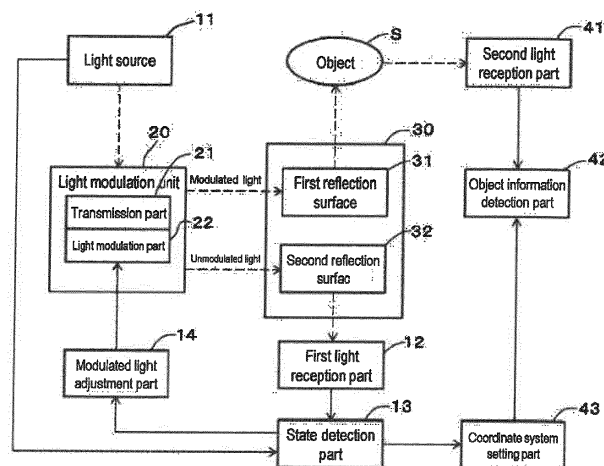 11
Light source
S
Object
41
Second light
reception part
20
21
Light modulation unit
Transmission part
22
Light modulation part
Modulated light
Unmodulated light
30
31
First reflection
surface
32
Second reflection
surfac
42
Object information
detection part
14
Modulated light
adjustment part
12
First light
reception part
13
State detection
part
43
Coordinate system
setting part